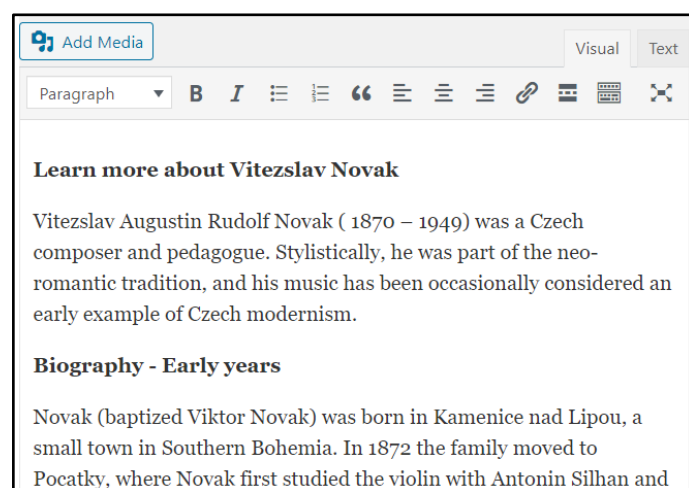 Add Media
Visual Text
Paragraph
Learn more about Vitezslav Novak
Vitezslav Augustin Rudolf Novak ( 1870 – 1949) was a Czech
composer and pedagogue. Stylistically, he was part of the neo-
romantic tradition, and his music has been occasionally considered an
early example of Czech modernism.
Biography - Early years
Novak (baptized Viktor Novak) was born in Kamenice nad Lipou, a
small town in Southern Bohemia. In 1872 the family moved to
Pocatky, where Novak first studied the violin with Antonin Silhan and